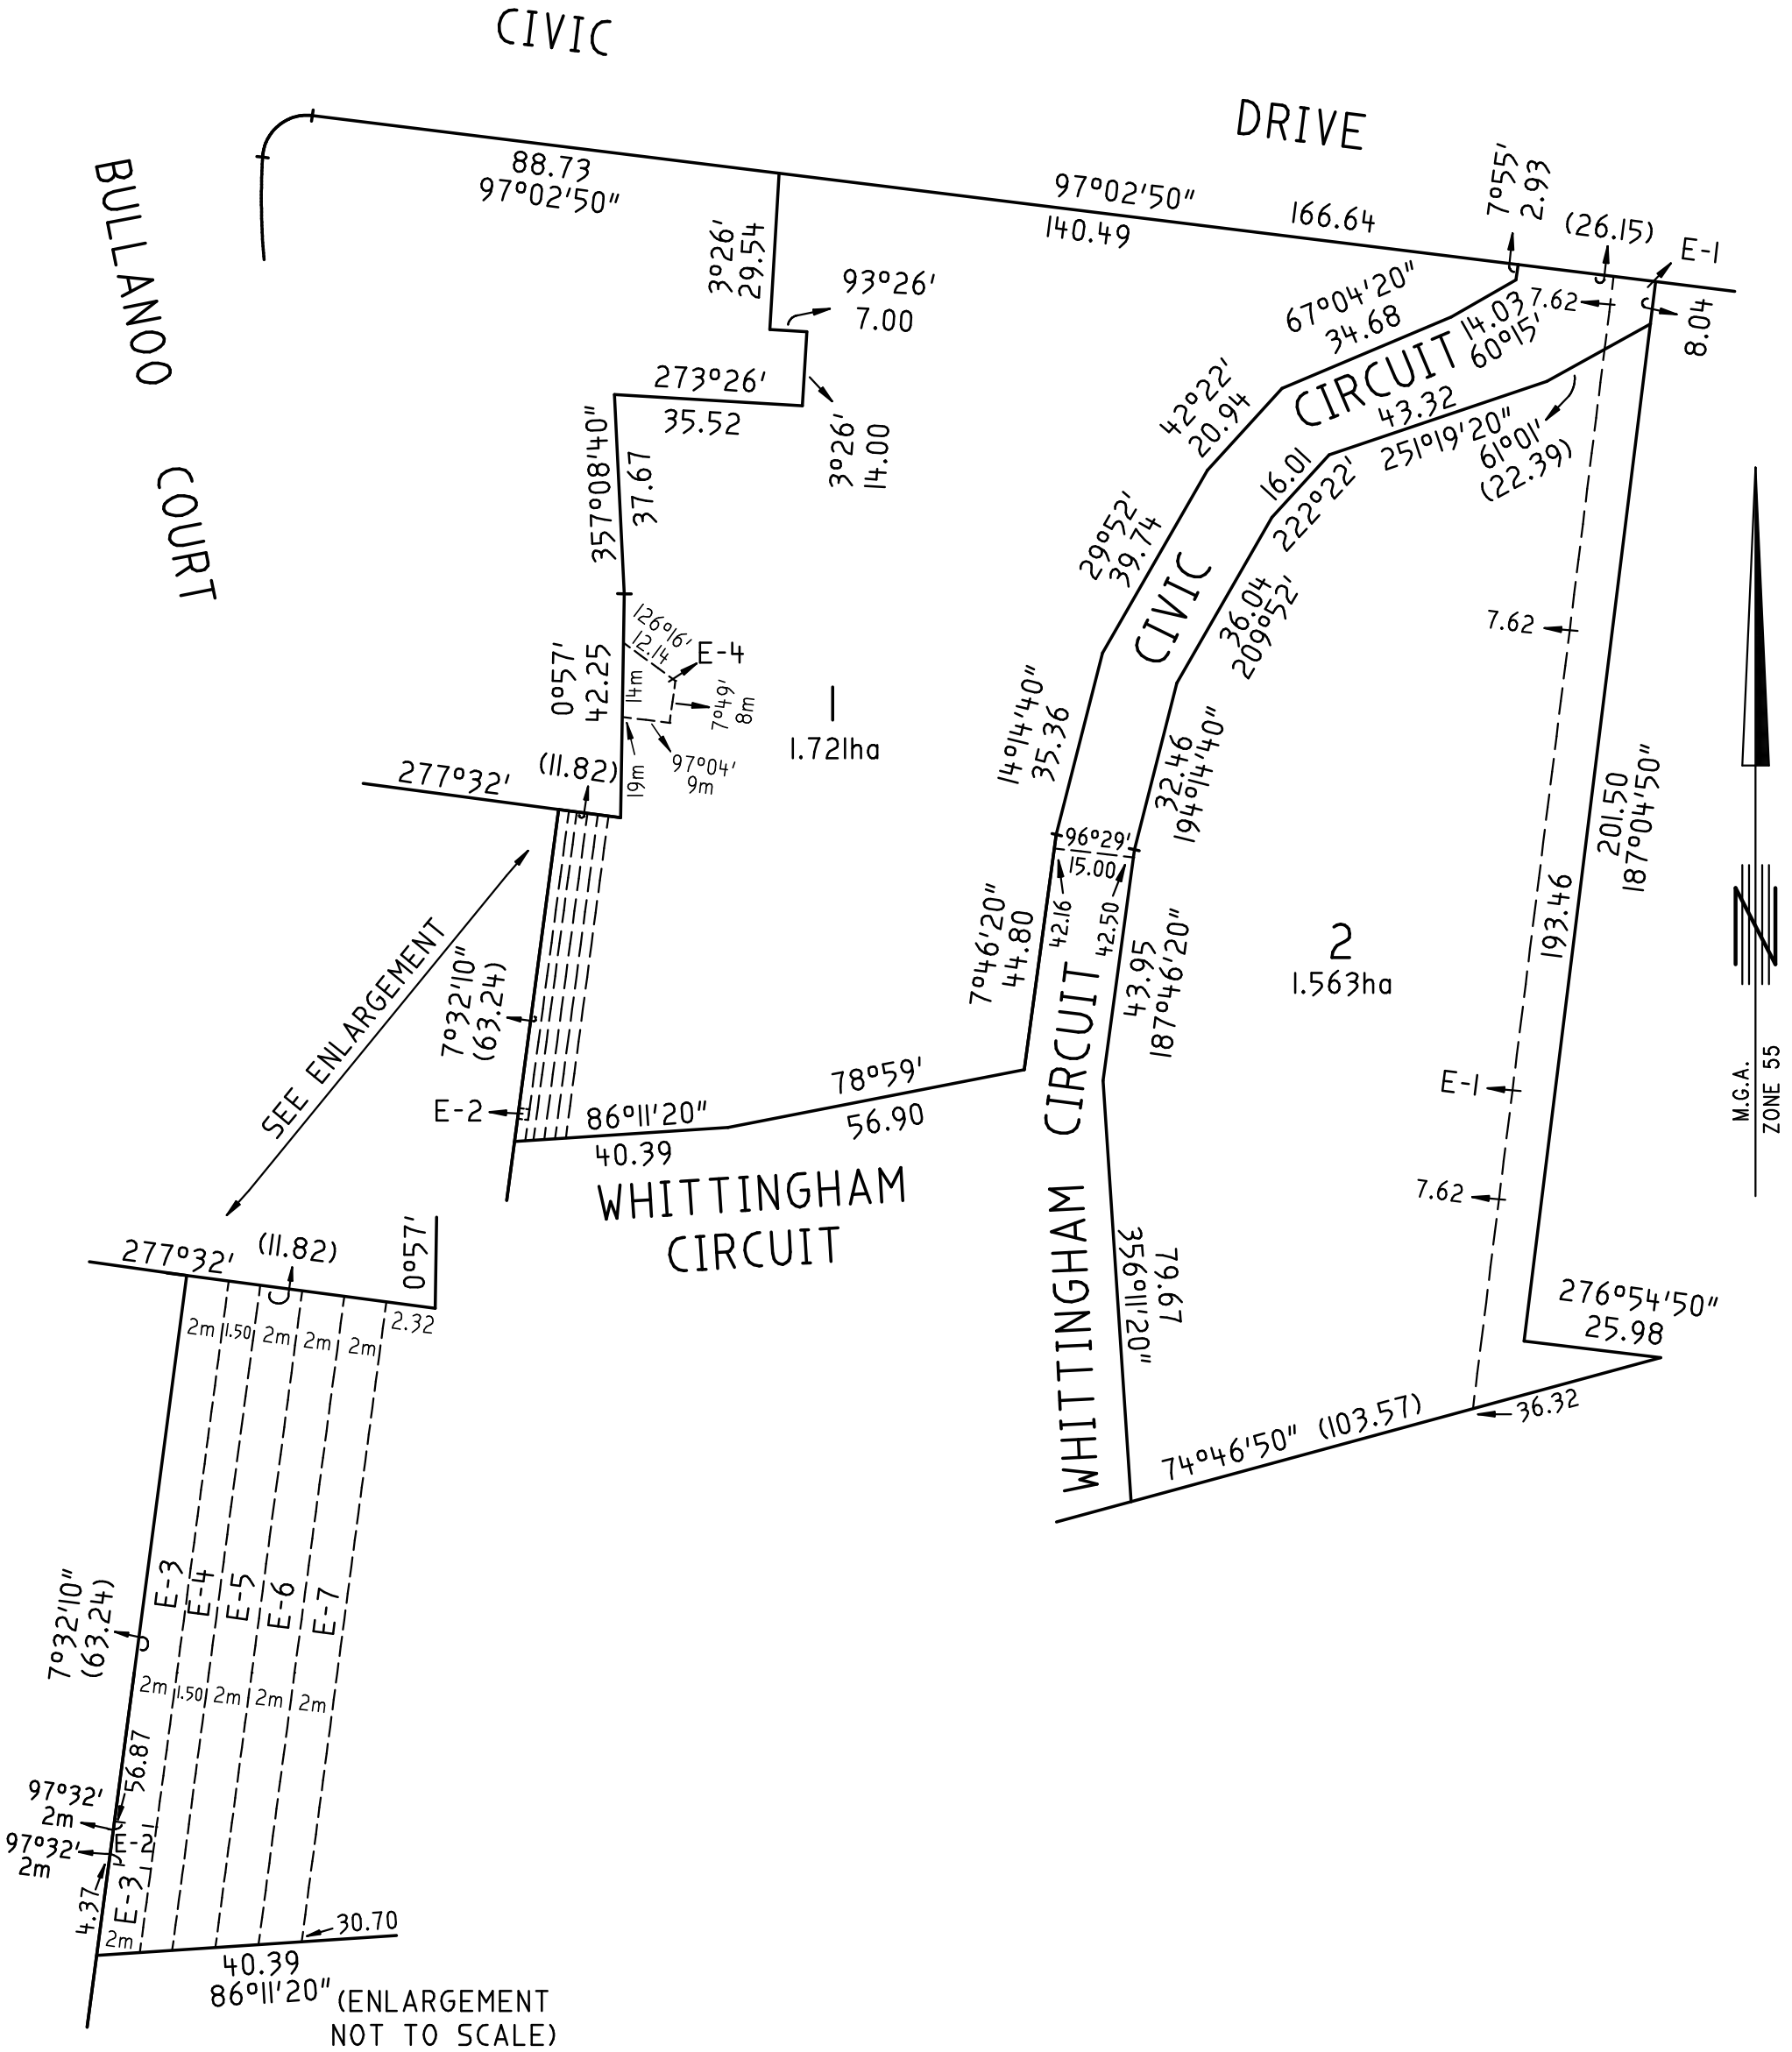 CIVIC
DRIVE
BULLANOO
COURT
88.73
97°02'50"
97°02'50"
166.64
140.49
7°55'
2.93
(26.15)
E-1
3°26'
29.54
93°26'
7.00
67°04'20"
34.68
14.03
60°15'
7.62
8.04
273°26'
35.52
3°26'
14.00
CIRCUIT
42°22'
20.94
43.32
251°19'20"
61°01'
(22.39)
357°08'40"
37.67
16.01
222°22'
29°52'
39.74
CIVIC
36.04
209°52'
7.62
126°16'
12.14
E-4
0°57'
42.25
14m
7°49'
8m
1
1.721ha
14°14'40"
35.36
32.46
194°14'40"
97°04'
9m
19m
277°32'
(11.82)
201.50
187°04'50"
96°29'
15.00
42.16
42.50
193.46
2
1.563ha
7°46'20"
44.80
43.95
187°46'20"
SEE ENLARGEMENT
7°32'10"
(63.24)
E-2
86°11'20"
40.39
78°59'
56.90
WHITTINGHAM
CIRCUIT
WHITTINGHAM CIRCUIT
E-1
7.62
M.G.A.
ZONE 55
N
79.67
356°11'20"
276°54'50"
25.98
36.32
74°46'50" (103.57)
277°32'
(11.82)
0°57'
2m
1.50
2m
2m
2m
2.32
E-3
E-4
E-5
E-6
E-7
7°32'10"
(63.24)
2m
1.50
2m
2m
2m
56.87
97°32'
2m
97°32'
2m
E-2
4.37
E-3
2m
30.70
40.39
86°11'20"
(ENLARGEMENT
NOT TO SCALE)